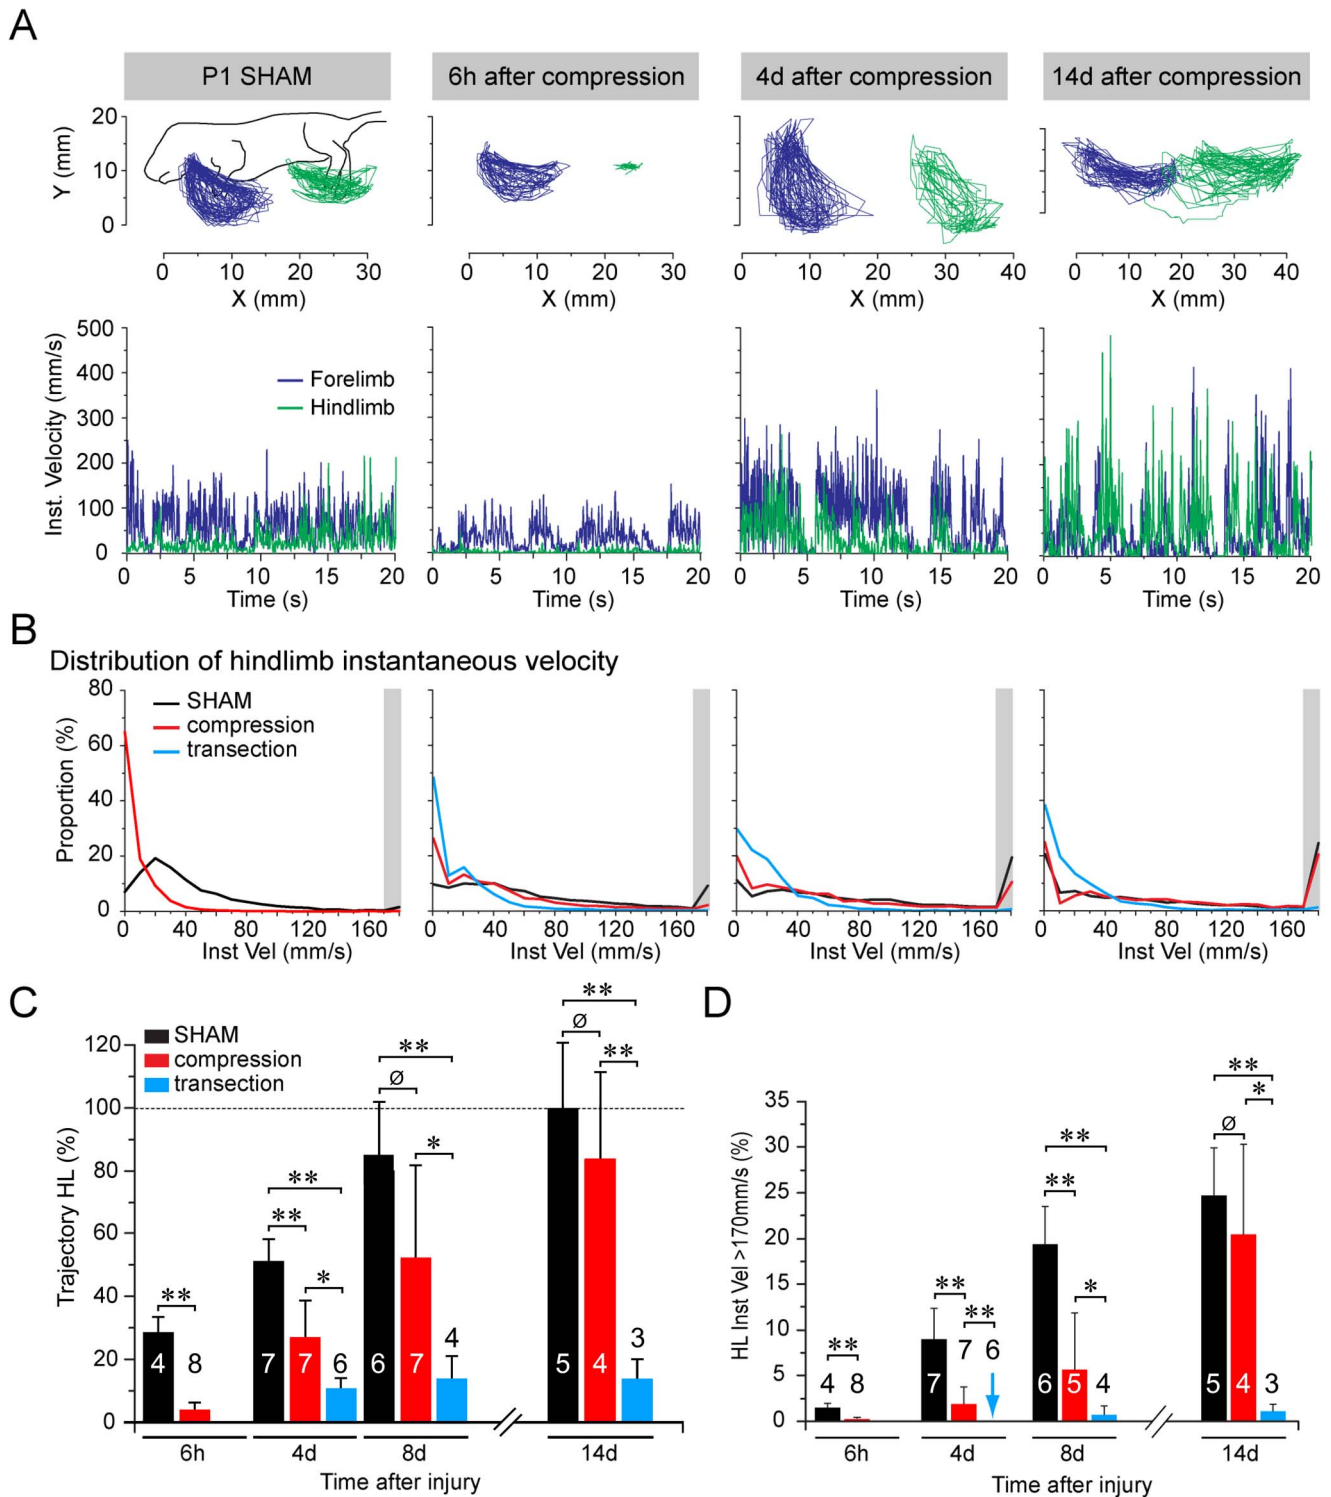 A
P1 SHAM
6h after compression
4d after compression
14d after compression
20
10
0
Y (mm)
0 10 20 30
X (mm)
0 10 20 30
X (mm)
0 10 20 30 40
X (mm)
0 10 20 30 40
X (mm)
500
400
300
200
100
0
Inst. Velocity (mm/s)
Forelimb
Hindlimb
0 5 10 15 20
Time (s)
0 5 10 15 20
Time (s)
0 5 10 15 20
Time (s)
0 5 10 15 20
Time (s)
B
Distribution of hindlimb instantaneous velocity
80
60
40
20
0
Proportion (%)
SHAM
compression
transection
0 40 80 120 160
Inst Vel (mm/s)
0 40 80 120 160
Inst Vel (mm/s)
0 40 80 120 160
Inst Vel (mm/s)
0 40 80 120 160
Inst Vel (mm/s)
C
SHAM
compression
transection
120
100
80
60
40
20
0
Trajectory HL (%)
**
4 8
**
**
*
7 7 6
**
ø
*
6 7 4
**
ø
**
5 4 3
6h 4d 8d 14d
Time after injury
D
35
30
25
20
15
10
5
0
HL Inst Vel >170mm/s (%)
**
4 8
**
**
7 7 6
**
**
*
6 5 4
**
*
ø
5 4 3
6h 4d 8d 14d
Time after injury